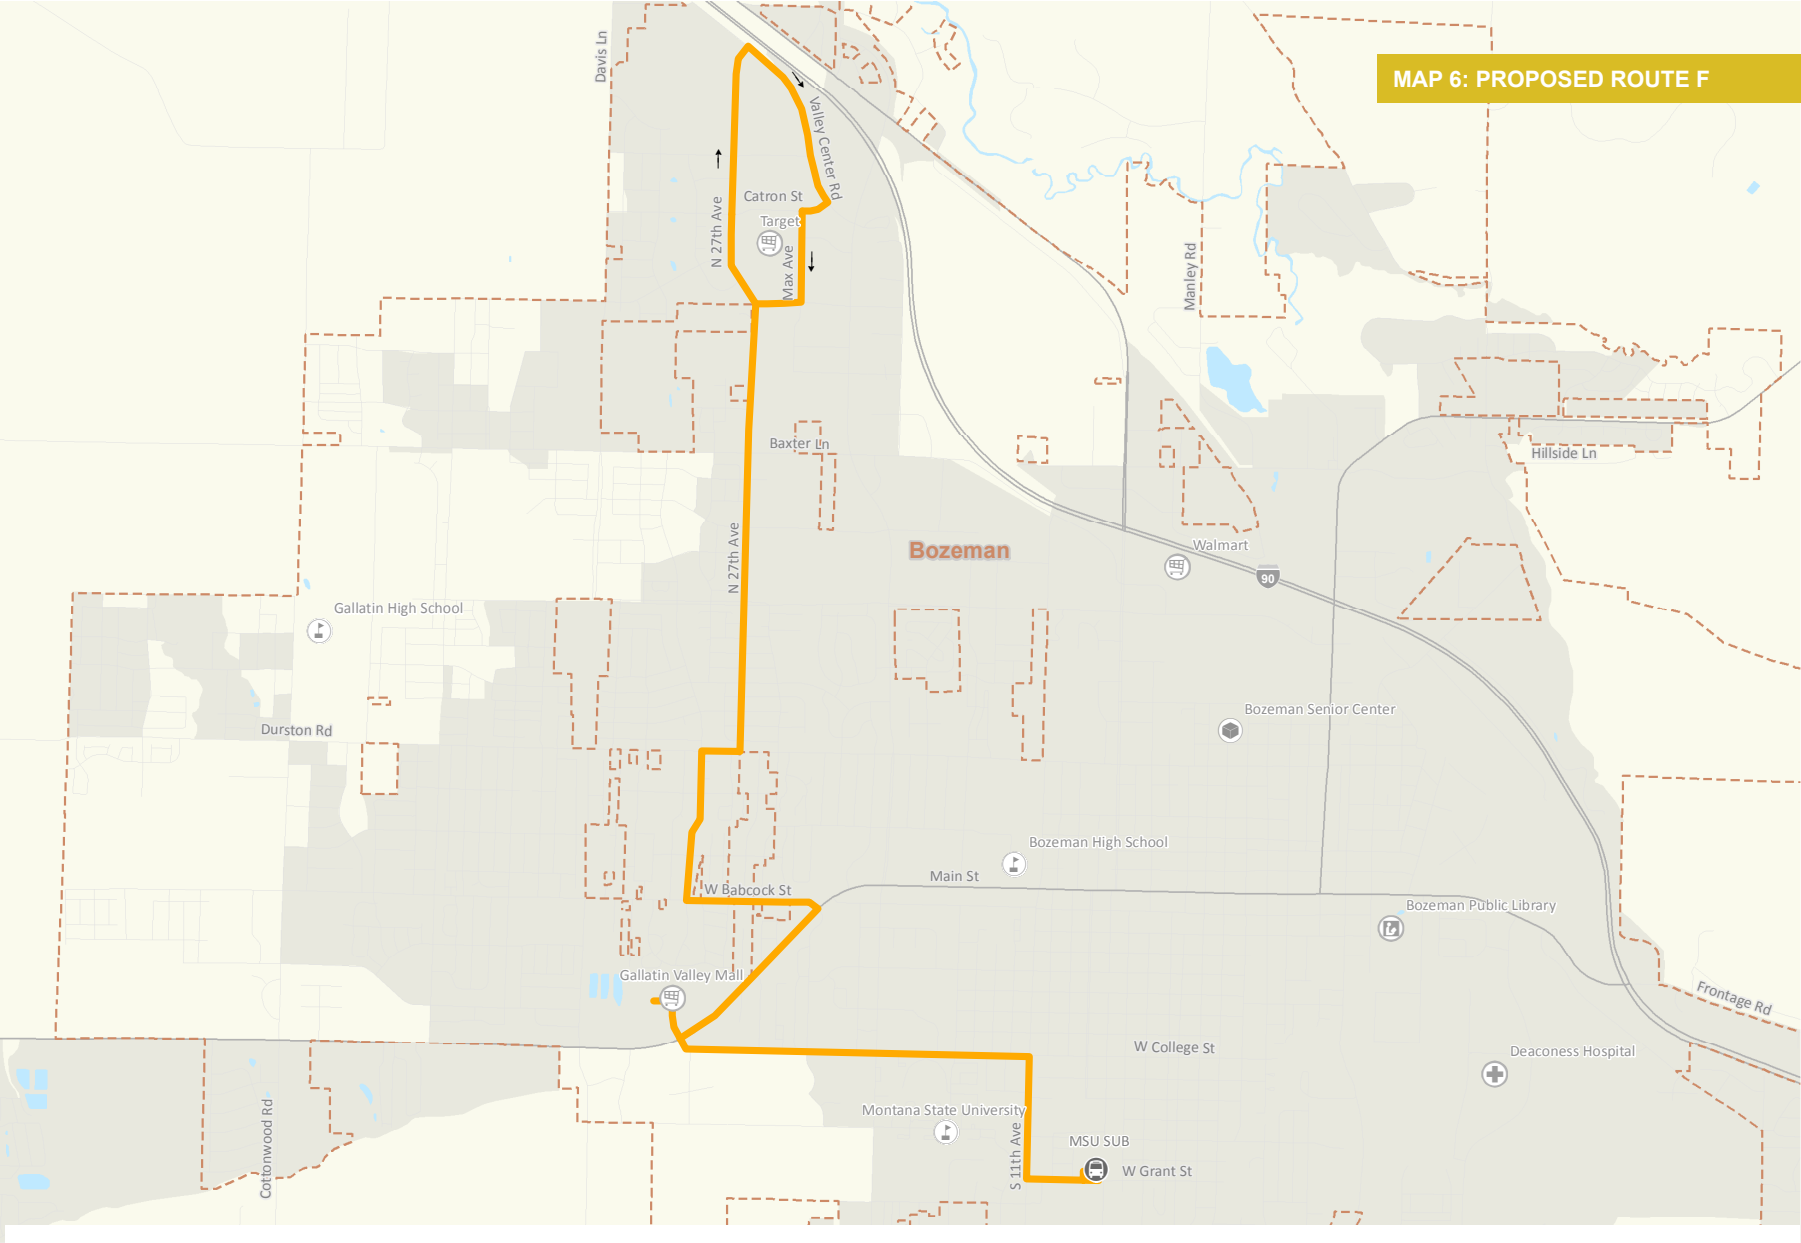 MAP 6: PROPOSED ROUTE F
Davis Ln
Valley Center Rd
Catron St
Target
N 27th Ave
Max Ave
Manley Rd
Baxter Ln
Hillside Ln
N 27th Ave
Bozeman
Walmart
90
Gallatin High School
Bozeman Senior Center
Durston Rd
Bozeman High School
Main St
W Babcock St
Bozeman Public Library
Gallatin Valley Mall
Frontage Rd
W College St
Deaconess Hospital
Cottonwood Rd
Montana State University
S 11th Ave
MSU SUB
W Grant St